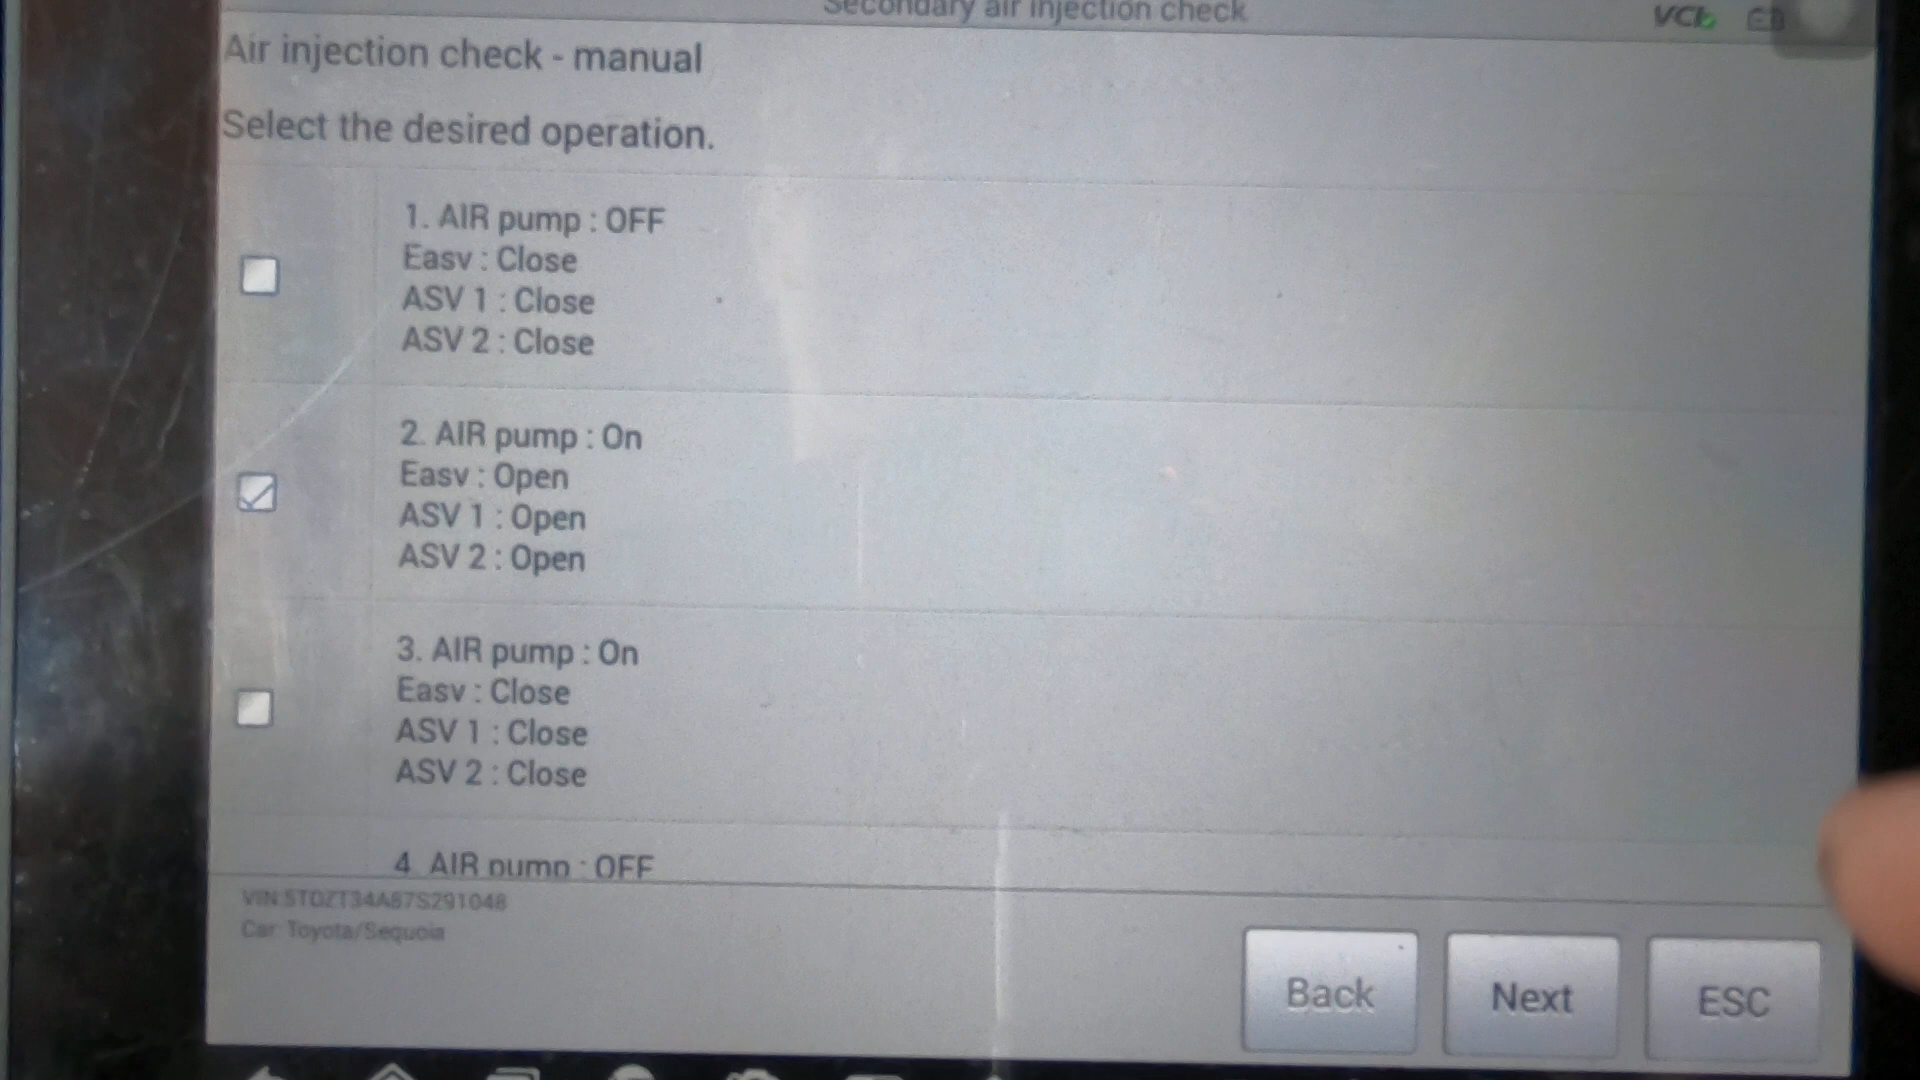 Secondary air injection check
VCI
Air injection check - manual
Select the desired operation.
1. AIR pump : OFF
Easv : Close
ASV 1 : Close
ASV 2 : Close
2. AIR pump : On
Easv : Open
ASV 1 : Open
ASV 2 : Open
3. AIR pump : On
Easv : Close
ASV 1 : Close
ASV 2 : Close
4. AIR pump : OFF
VIN:5TDZT34A87S291048
Car: Toyota/Sequoia
Back
Next
ESC